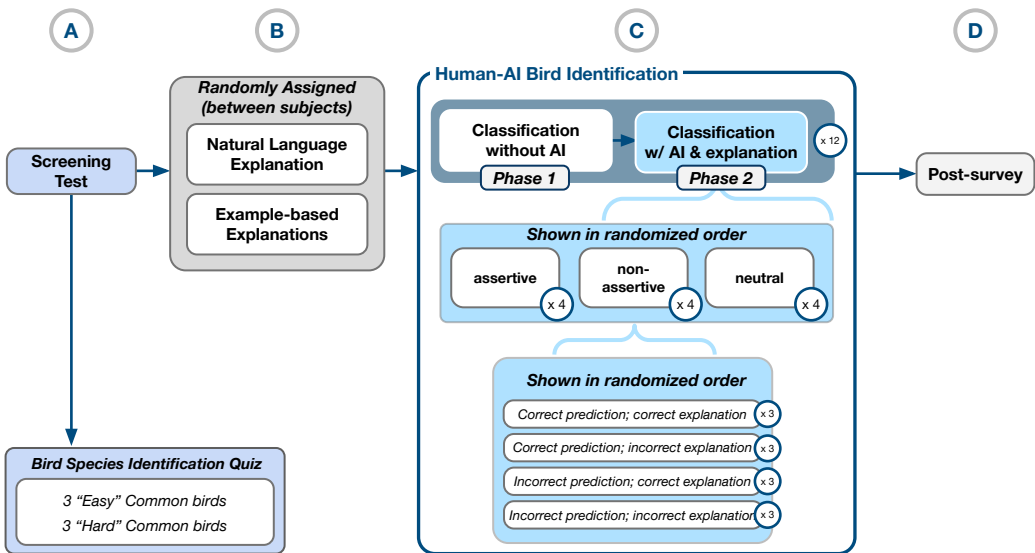 A
B
C
D
Screening
Test
Randomly Assigned
(between subjects)
Natural Language
Explanation
Example-based
Explanations
Human-AI Bird Identification
Classification
without AI
Phase 1
Classification
w/ AI & explanation
Phase 2
x 12
Shown in randomized order
assertive
x 4
non-
assertive
x 4
neutral
x 4
Shown in randomized order
Correct prediction; correct explanation
x 3
Correct prediction; incorrect explanation
x 3
Incorrect prediction; correct explanation
x 3
Incorrect prediction; incorrect explanation
x 3
Post-survey
Bird Species Identification Quiz
3 “Easy” Common birds
3 “Hard” Common birds